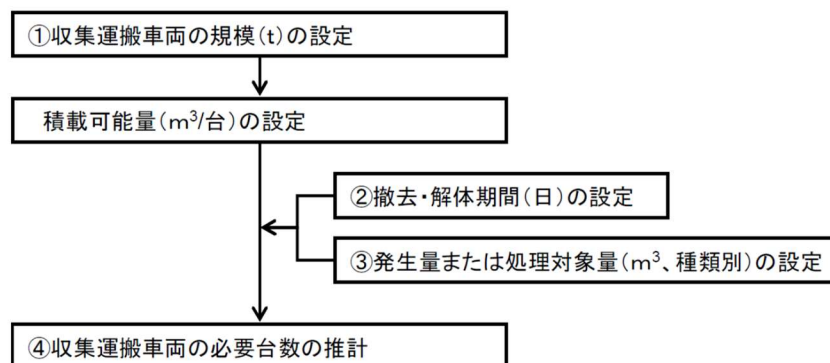 ①収集運搬車両の規模(t)の設定
積載可能量(m³/台)の設定
②撤去・解体期間(日)の設定
③発生量または処理対象量(m³、種類別)の設定
④収集運搬車両の必要台数の推計